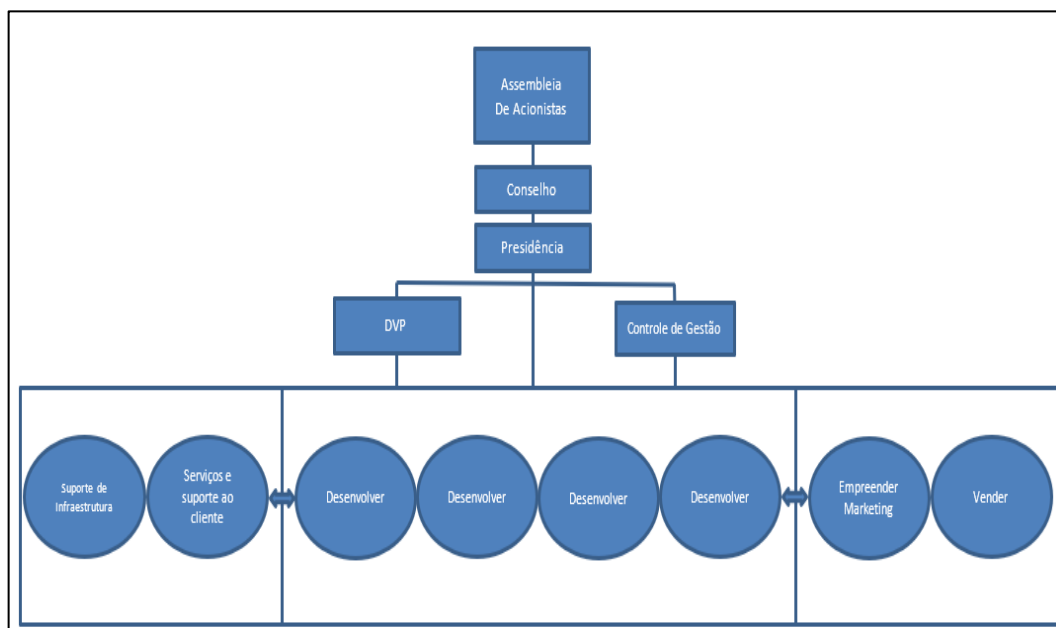 Assembleia
De Acionistas
Conselho
Presidência
DVP
Controle de Gestão
Suporte de
Infraestrutura
Serviços e
suporte ao
cliente
Desenvolver
Desenvolver
Desenvolver
Desenvolver
Empreender
Marketing
Vender